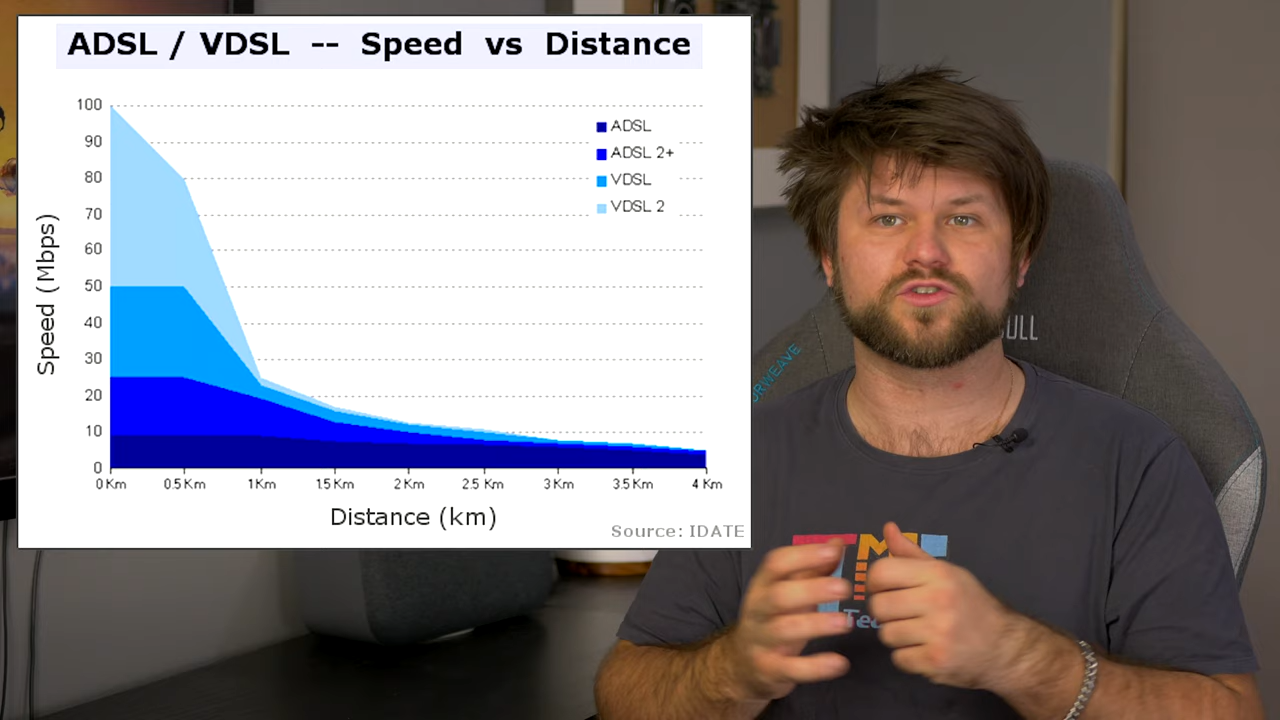 ADSL / VDSL -- Speed vs Distance
Speed (Mbps)
100
90
80
70
60
50
40
30
20
10
0
ADSL
ADSL 2+
VDSL
VDSL 2
0 Km
0.5 Km
1 Km
1.5 Km
2 Km
2.5 Km
3 Km
3.5 Km
4 Km
Distance (km)
Source: IDATE